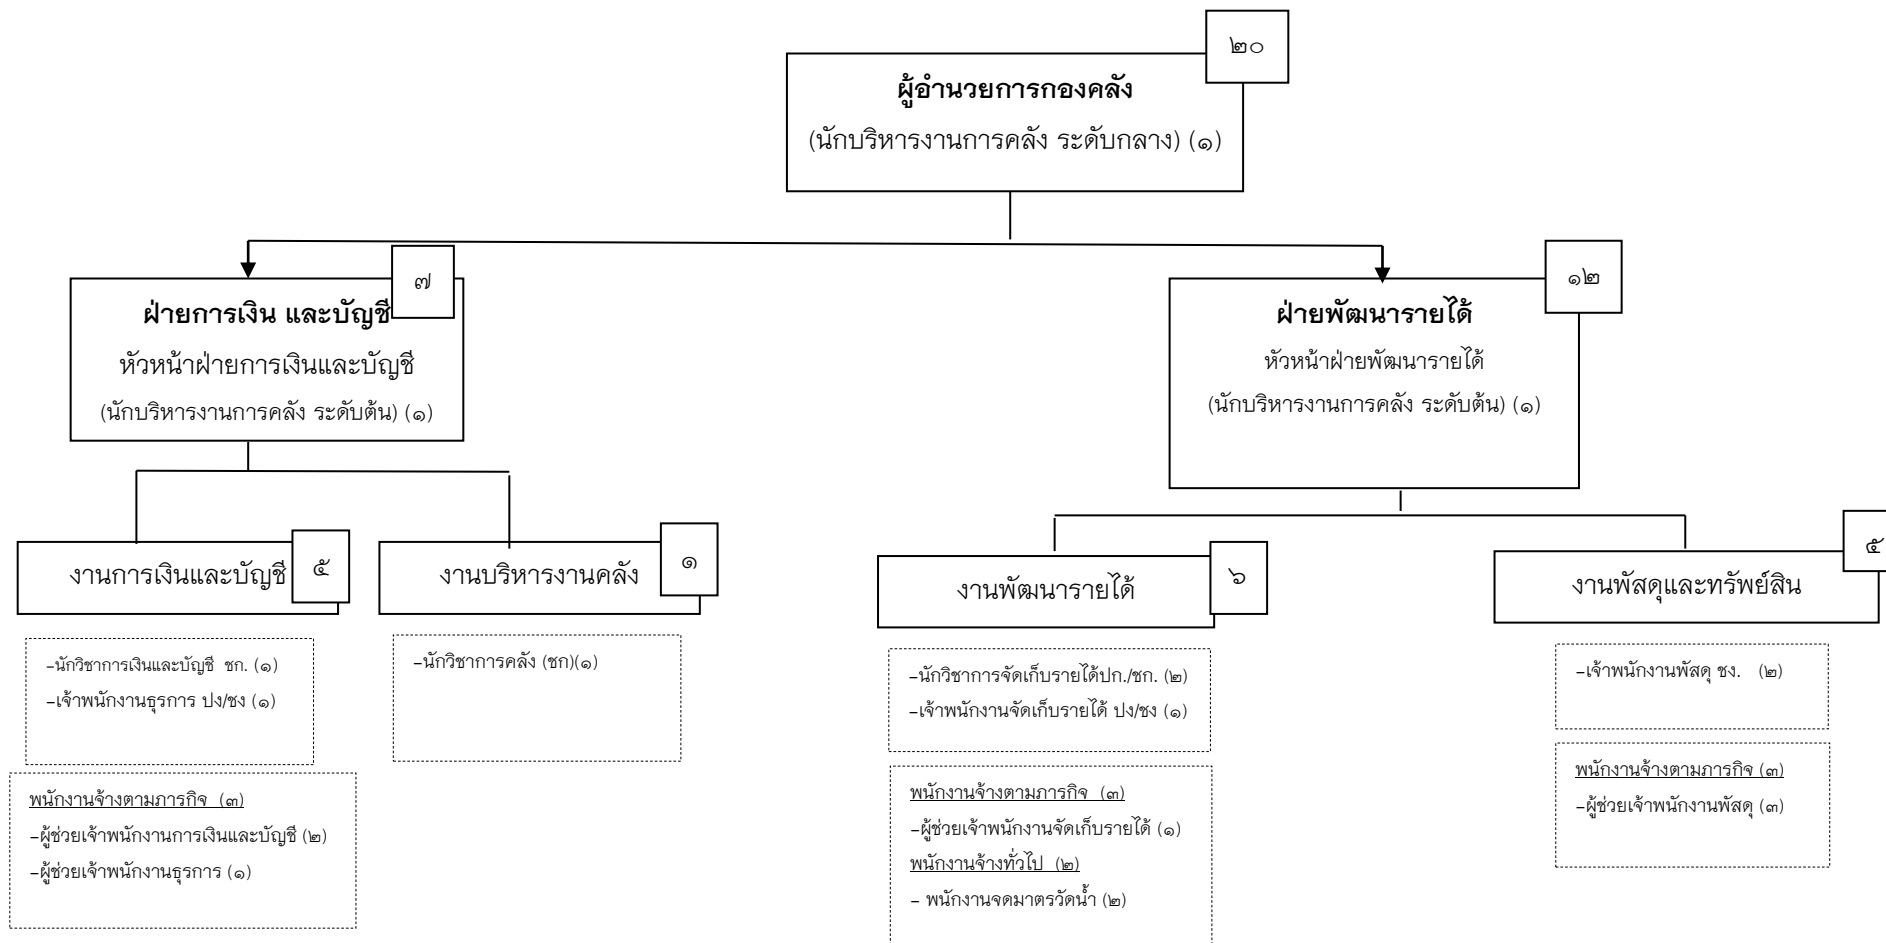 ๒๐
ผู้อำนวยการกองคลัง
(นักบริหารงานการคลัง ระดับกลาง) (๑)
๗
ฝ่ายการเงิน และบัญชี
หัวหน้าฝ่ายการเงินและบัญชี
(นักบริหารงานการคลัง ระดับต้น) (๑)
๑๒
ฝ่ายพัฒนารายได้
หัวหน้าฝ่ายพัฒนารายได้
(นักบริหารงานการคลัง ระดับต้น) (๑)
งานการเงินและบัญชี
๕
-นักวิชาการเงินและบัญชี ชก. (๑)
-เจ้าพนักงานธุรการ ปง/ชง (๑)
พนักงานจ้างตามภารกิจ (๓)
-ผู้ช่วยเจ้าพนักงานการเงินและบัญชี (๒)
-ผู้ช่วยเจ้าพนักงานธุรการ (๑)
งานบริหารงานคลัง
๑
-นักวิชาการคลัง (ชก)(๑)
งานพัฒนารายได้
๖
-นักวิชาการจัดเก็บรายได้ปก./ชก. (๒)
-เจ้าพนักงานจัดเก็บรายได้ ปง/ชง (๑)
พนักงานจ้างตามภารกิจ (๓)
-ผู้ช่วยเจ้าพนักงานจัดเก็บรายได้ (๑)
พนักงานจ้างทั่วไป (๒)
- พนักงานจดมาตรวัดน้ำ (๒)
งานพัสดุและทรัพย์สิน
๕
-เจ้าพนักงานพัสดุ ชง. (๒)
พนักงานจ้างตามภารกิจ (๓)
-ผู้ช่วยเจ้าพนักงานพัสดุ (๓)